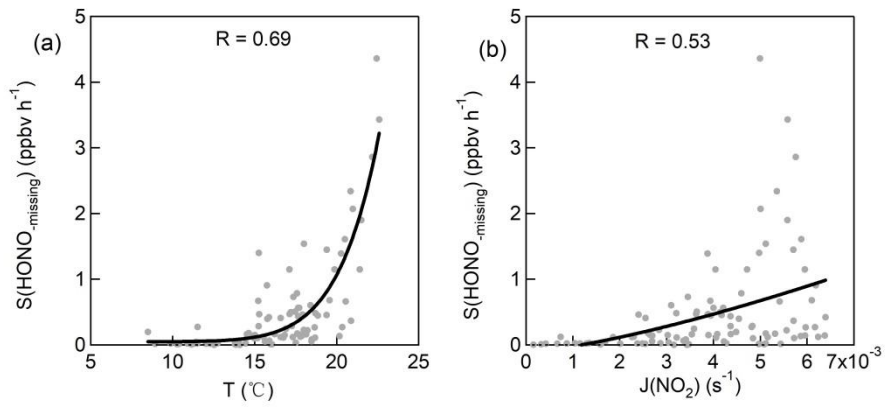 (a)
R = 0.69
S(HONO-missing) (ppbv h⁻¹)
5
4
3
2
1
0
5
10
15
20
25
T (℃)
(b)
R = 0.53
S(HONO-missing) (ppbv h⁻¹)
5
4
3
2
1
0
0
1
2
3
4
5
6
7x10⁻³
J(NO₂) (s⁻¹)